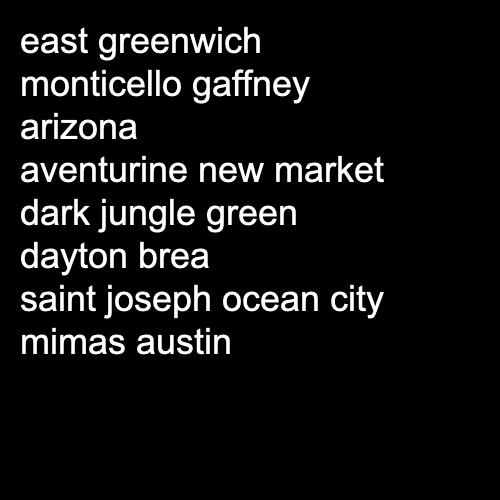 east greenwich
monticello gaffney
arizona
aventurine new market
dark jungle green
dayton brea
saint joseph ocean city
mimas austin